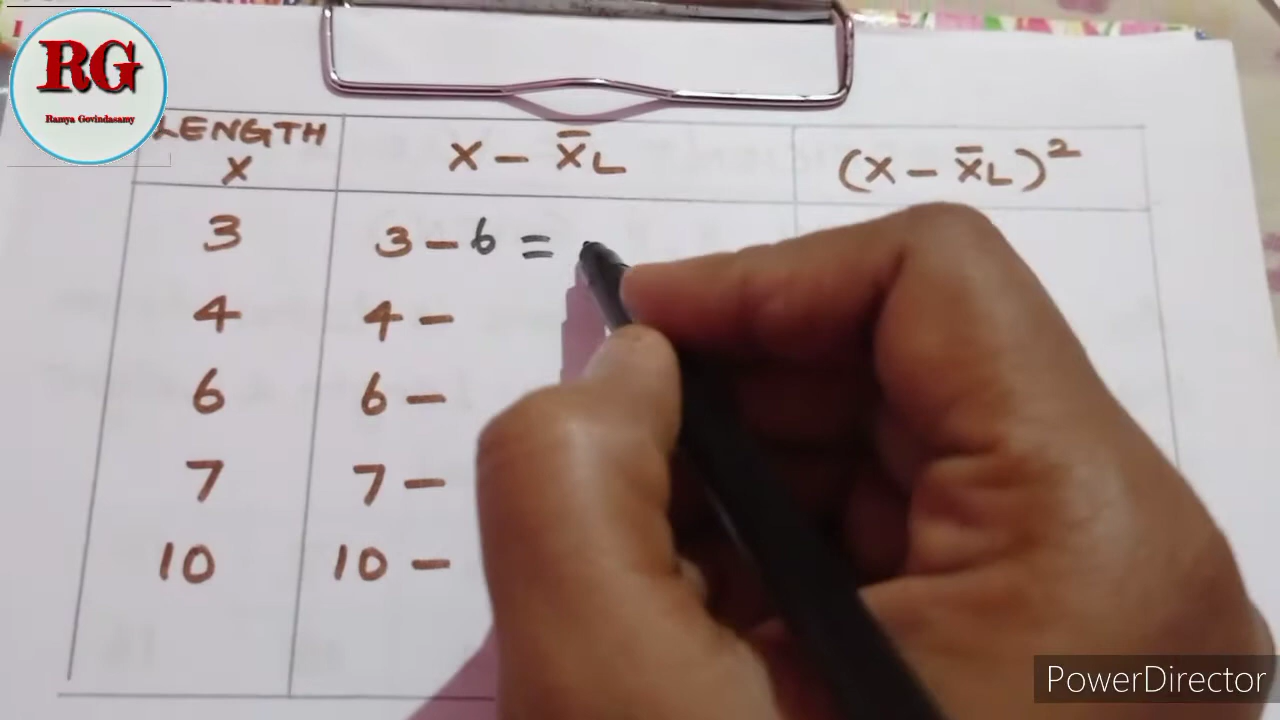 RG
Ramya Govindasamy
LENGTH X X - X̄L (X - X̄L)²
3 3 - 6 =
4 4 -
6 6 -
7 7 -
10 10 -
PowerDirector